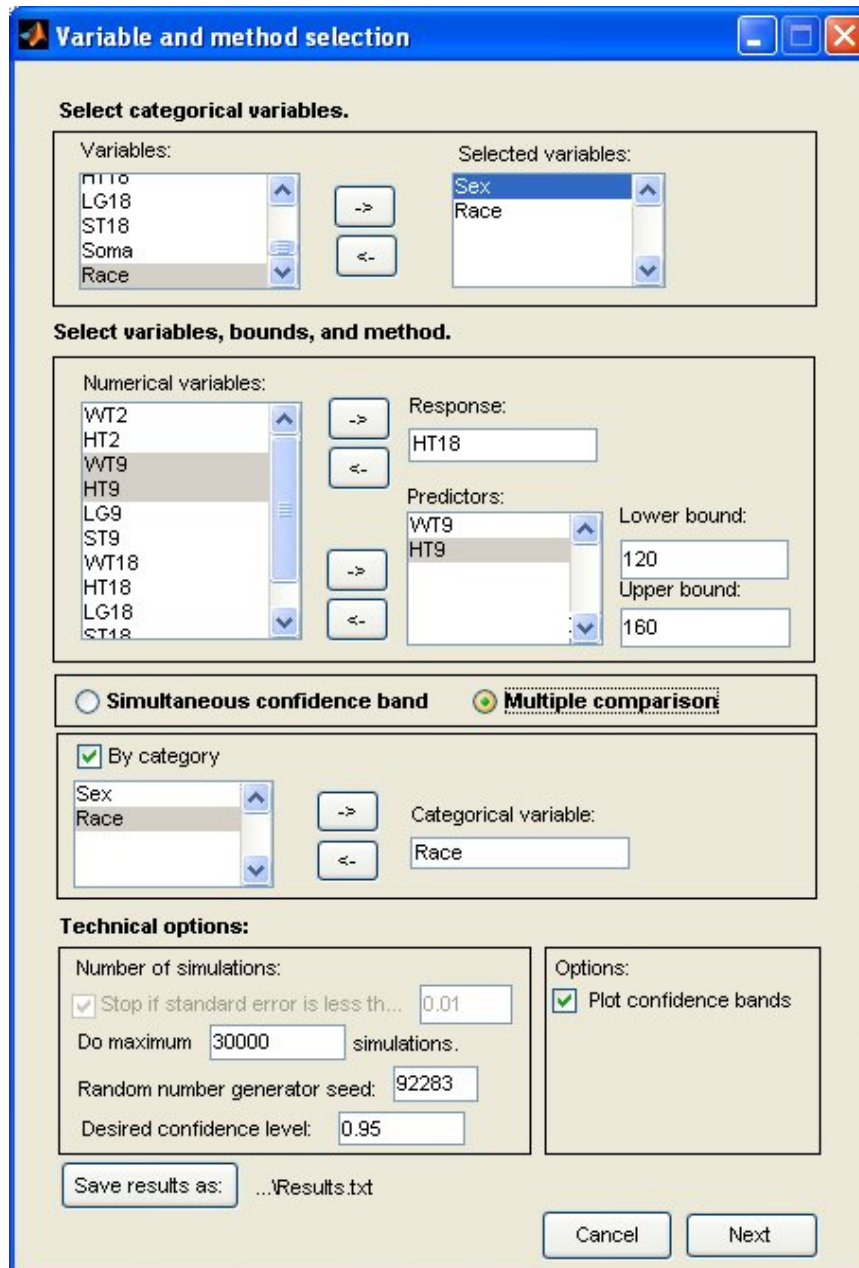 Variable and method selection
Select categorical variables.
Variables:
Selected variables:
HT18
LG18
ST18
Soma
Race
->
<-
Sex
Race
Select variables, bounds, and method.
Numerical variables:
WT2
HT2
WT9
HT9
LG9
ST9
WT18
HT18
LG18
ST18
->
<-
->
<-
Response:
HT18
Predictors:
WT9
HT9
Lower bound:
120
Upper bound:
160
Simultaneous confidence band
Multiple comparison
By category
Sex
Race
->
<-
Categorical variable:
Race
Technical options:
Number of simulations:
Stop if standard error is less th... 0.01
Do maximum 30000 simulations.
Random number generator seed: 92283
Desired confidence level: 0.95
Options:
Plot confidence bands
Save results as: ...\Results.txt
Cancel
Next